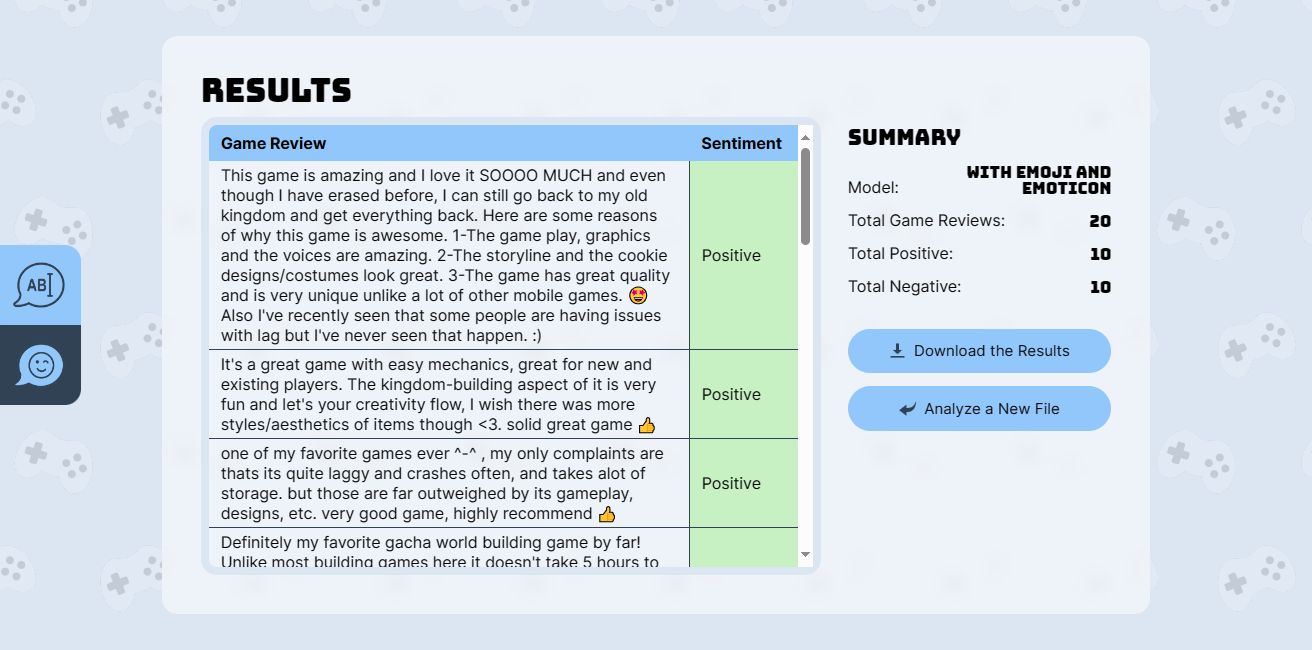 RESULTS
Game Review Sentiment
This game is amazing and I love it SOOOO MUCH and even
though I have erased before, I can still go back to my old
kingdom and get everything back. Here are some reasons
of why this game is awesome. 1-The game play, graphics
and the voices are amazing. 2-The storyline and the cookie
designs/costumes look great. 3-The game has great quality
and is very unique unlike a lot of other mobile games. 🤩
Also I've recently seen that some people are having issues
with lag but I've never seen that happen. :)
Positive
It's a great game with easy mechanics, great for new and
existing players. The kingdom-building aspect of it is very
fun and let's your creativity flow, I wish there was more
styles/aesthetics of items though <3. solid great game 👍
Positive
one of my favorite games ever ^-^ , my only complaints are
thats its quite laggy and crashes often, and takes alot of
storage. but those are far outweighed by its gameplay,
designs, etc. very good game, highly recommend 👍
Positive
Definitely my favorite gacha world building game by far!
Unlike most building games here it doesn't take 5 hours to
SUMMARY
Model: WITH EMOJI AND
EMOTICON
Total Game Reviews: 20
Total Positive: 10
Total Negative: 10
Download the Results
Analyze a New File
AB